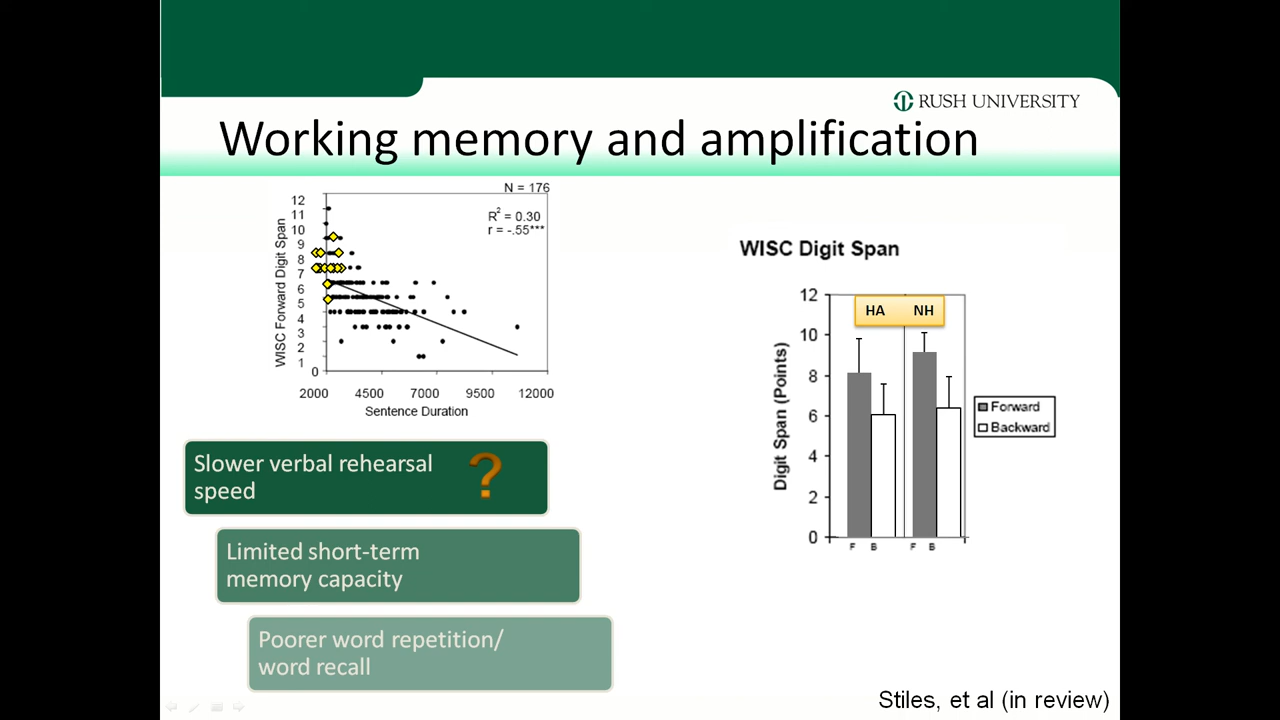 RUSH UNIVERSITY
Working memory and amplification
N = 176
R2 = 0.30
r = -.55***
WISC Forward Digit Span
12
11
10
9
8
7
6
5
4
3
2
1
0
2000 4500 7000 9500 12000
Sentence Duration
WISC Digit Span
HA NH
Digit Span (Points)
12
10
8
6
4
2
0
F B F B
Forward
Backward
Slower verbal rehearsal
speed
?
Limited short-term
memory capacity
Poorer word repetition/
word recall
Stiles, et al (in review)